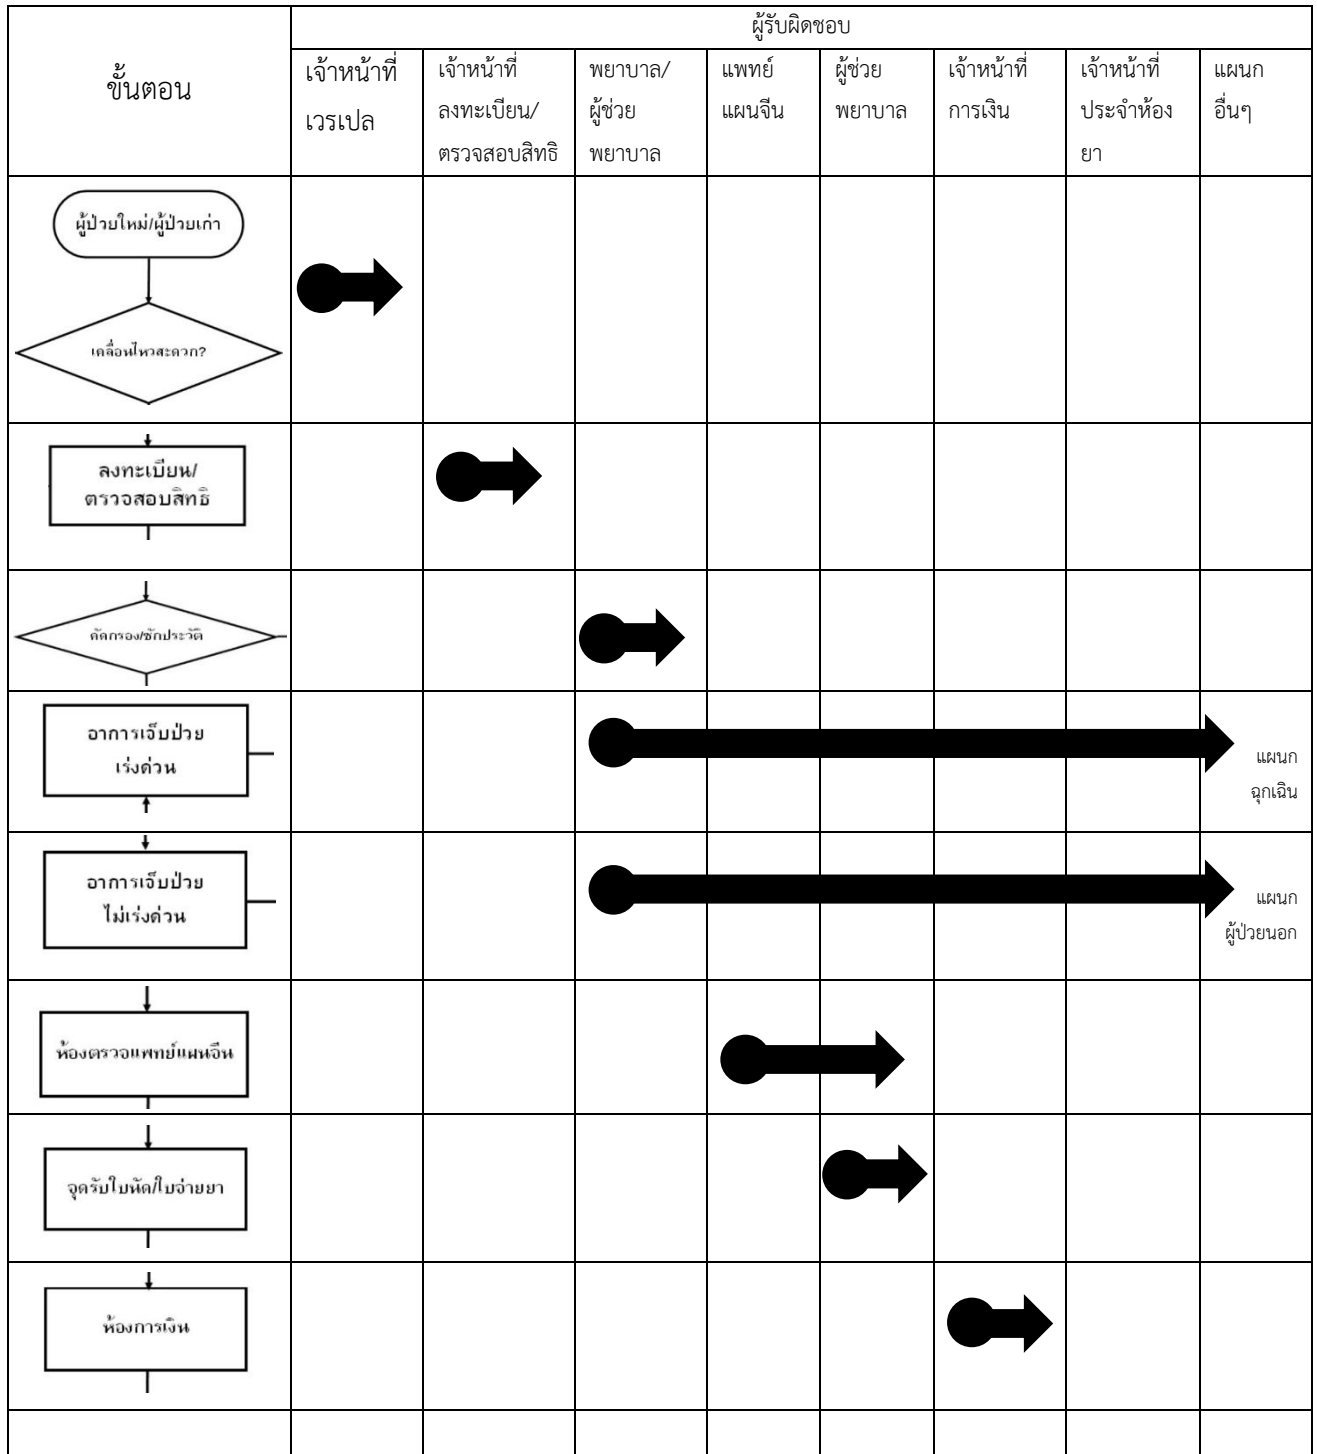 ขั้นตอน
ผู้รับผิดชอบ
เจ้าหน้าที่
เวรเปล
เจ้าหน้าที่
ลงทะเบียน/
ตรวจสอบสิทธิ
พยาบาล/
ผู้ช่วย
พยาบาล
แพทย์
แผนจีน
ผู้ช่วย
พยาบาล
เจ้าหน้าที่
การเงิน
เจ้าหน้าที่
ประจำห้อง
ยา
แผนก
อื่นๆ
ผู้ป่วยใหม่/ผู้ป่วยเก่า
เคลื่อนไหวสะดวก?
ลงทะเบียน/
ตรวจสอบสิทธิ
คัดกรอง/ซักประวัติ
อาการเจ็บป่วย
เร่งด่วน
แผนก
ฉุกเฉิน
อาการเจ็บป่วย
ไม่เร่งด่วน
แผนก
ผู้ป่วยนอก
ห้องตรวจแพทย์แผนจีน
จุดรับใบนัด/ใบจ่ายยา
ห้องการเงิน